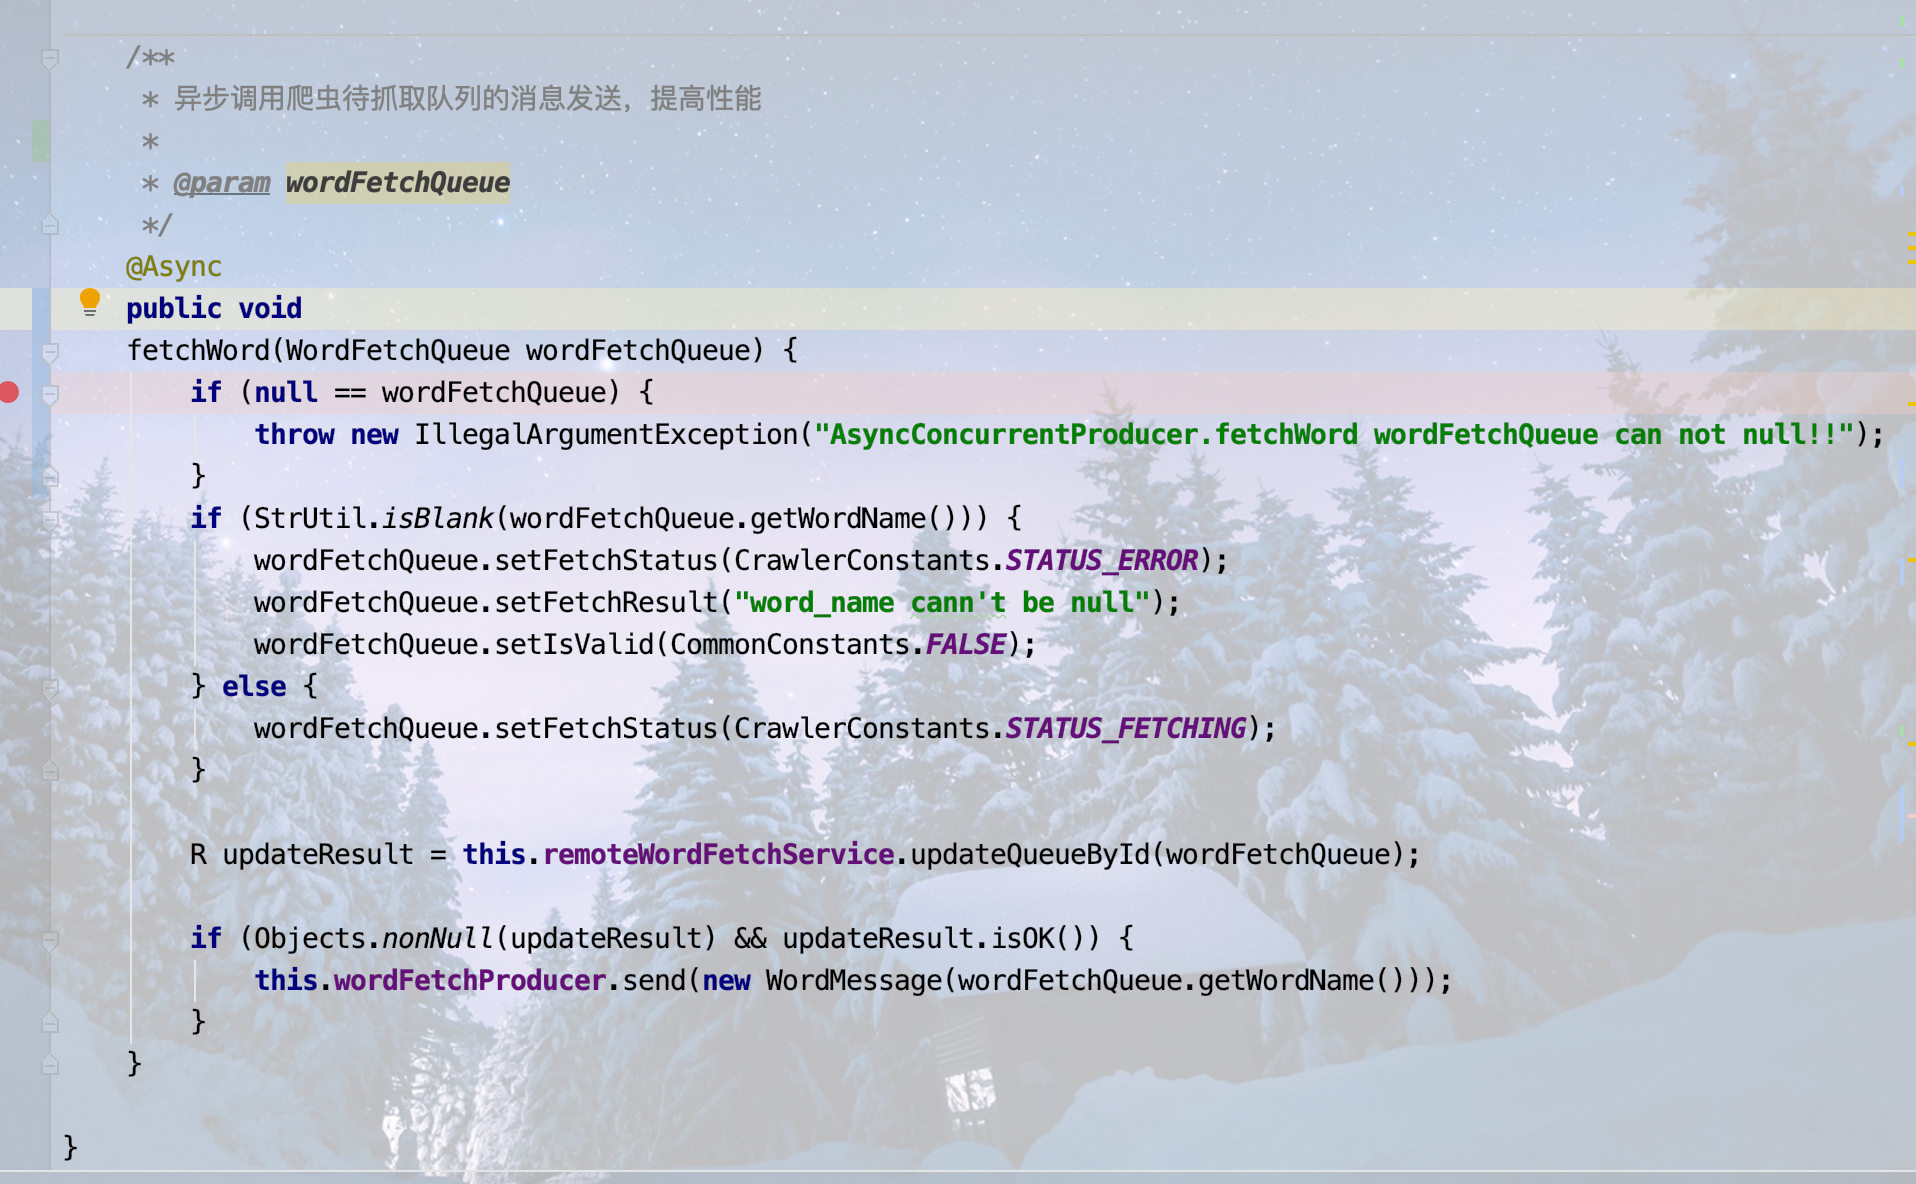 /**
* 异步调用爬虫待抓取队列的消息发送，提高性能
*
* @param wordFetchQueue
*/
@Async
public void
fetchWord(WordFetchQueue wordFetchQueue) {
if (null == wordFetchQueue) {
throw new IllegalArgumentException("AsyncConcurrentProducer.fetchWord wordFetchQueue can not null!!");
}
if (StrUtil.isBlank(wordFetchQueue.getWordName())) {
wordFetchQueue.setFetchStatus(CrawlerConstants.STATUS_ERROR);
wordFetchQueue.setFetchResult("word_name cann't be null");
wordFetchQueue.setIsValid(CommonConstants.FALSE);
} else {
wordFetchQueue.setFetchStatus(CrawlerConstants.STATUS_FETCHING);
}
R updateResult = this.remoteWordFetchService.updateQueueById(wordFetchQueue);
if (Objects.nonNull(updateResult) && updateResult.isOK()) {
this.wordFetchProducer.send(new WordMessage(wordFetchQueue.getWordName()));
}
}
}